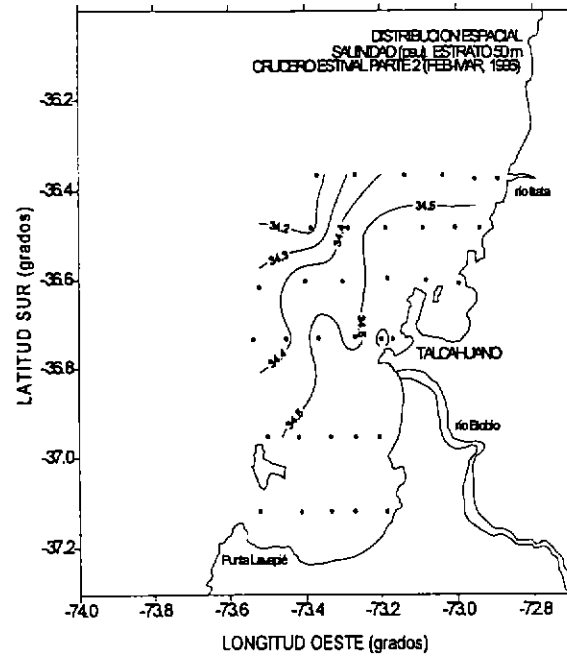 DISTRIBUCION ESPACIAL
SALINIDAD (psu), ESTRATO 50 m
CRUCERO ESTIVAL PARTE 2 (FEB-MAR, 1996)
-36.2
-36.4
-36.6
-36.8
-37.0
-37.2
LATITUD SUR (grados)
río Itata
34.5
34.2
34.4
34.3
34.5
34.4
TALCAHUANO
34.5
río Biobío
Punta Lavapié
-74.0
-73.8
-73.6
-73.4
-73.2
-73.0
-72.8
LONGITUD OESTE (grados)